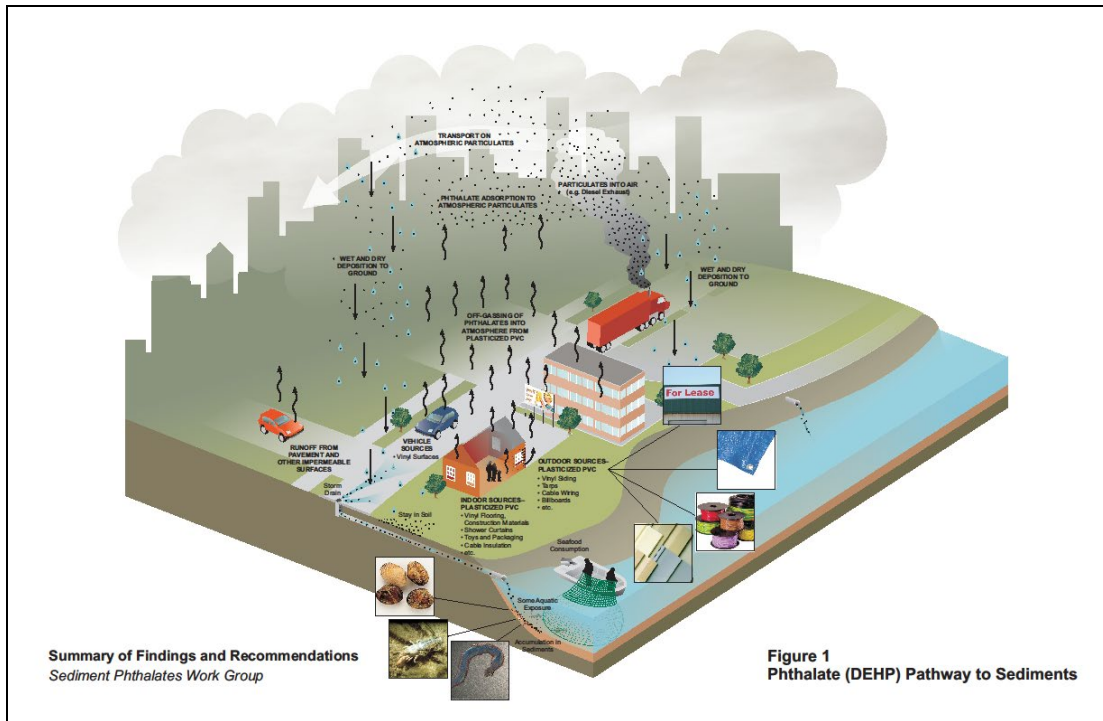 TRANSPORT ON
ATMOSPHERIC PARTICULATES
PARTICULATES INTO AIR
(e.g. Diesel Exhaust)
PHTHALATE ADSORPTION TO
ATMOSPHERIC PARTICULATES
WET AND DRY
DEPOSITION TO
GROUND
WET AND DRY
DEPOSITION TO
GROUND
OFF-GASSING OF
PHTHALATES INTO
ATMOSPHERE FROM
PLASTICIZED PVC
For Lease
RUNOFF FROM
PAVEMENT AND
OTHER IMPERMEABLE
SURFACES
VEHICLE
SOURCES
• Vinyl Surfaces
Storm
Drain
Stay in Soil
INDOOR SOURCES–
PLASTICIZED PVC
• Vinyl Flooring,
Construction Materials
• Shower Curtains
• Toys and Packaging
• Cable Insulation
• etc.
OUTDOOR SOURCES–
PLASTICIZED PVC
• Vinyl Siding
• Tarps
• Cable Wiring
• Billboards
• etc.
Seafood
Consumption
Some Aquatic
Exposure
Accumulation in
Sediments
Summary of Findings and Recommendations
Sediment Phthalates Work Group
Figure 1
Phthalate (DEHP) Pathway to Sediments